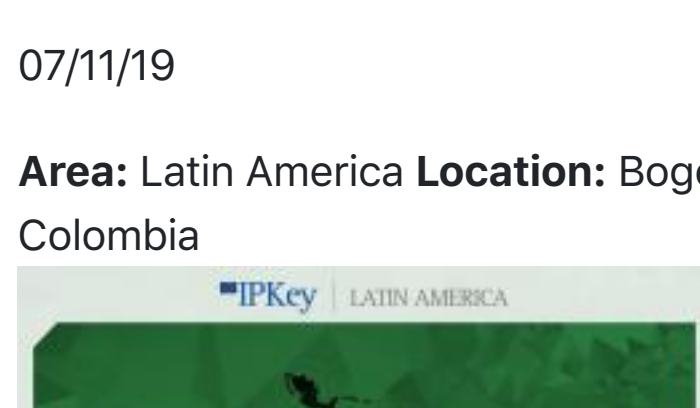 07/11/19
Area: Latin America Location: Bog
Colombia
IPKey LATIN AMERICA